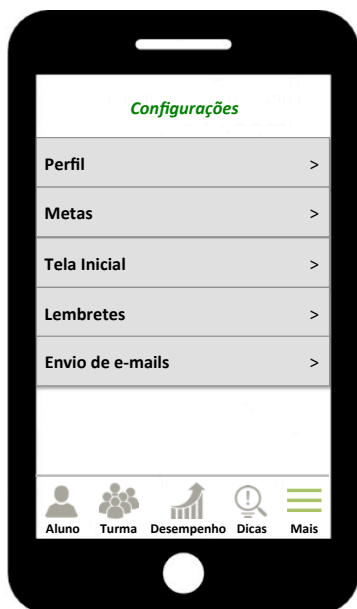 Configurações
Perfil >
Metas >
Tela Inicial >
Lembretes >
Envio de e-mails >
Aluno Turma Desempenho Dicas Mais